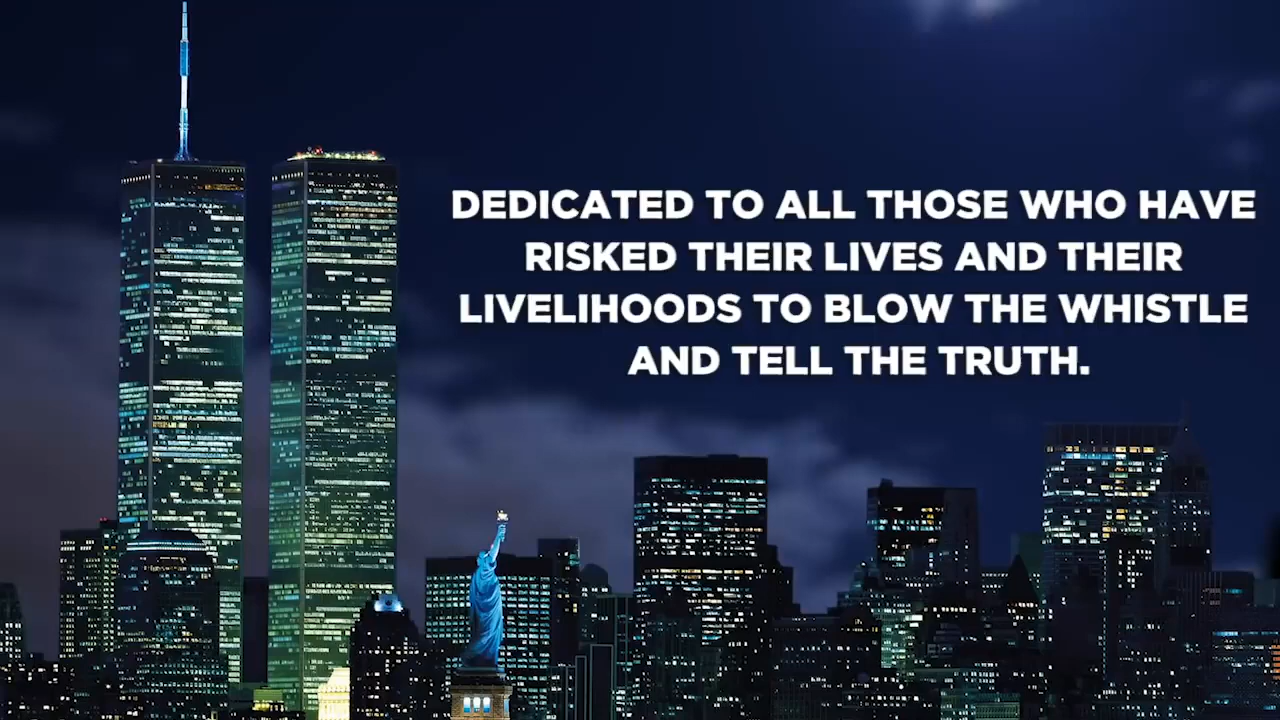 DEDICATED TO ALL THOSE WHO HAVE
RISKED THEIR LIVES AND THEIR
LIVELIHOODS TO BLOW THE WHISTLE
AND TELL THE TRUTH.